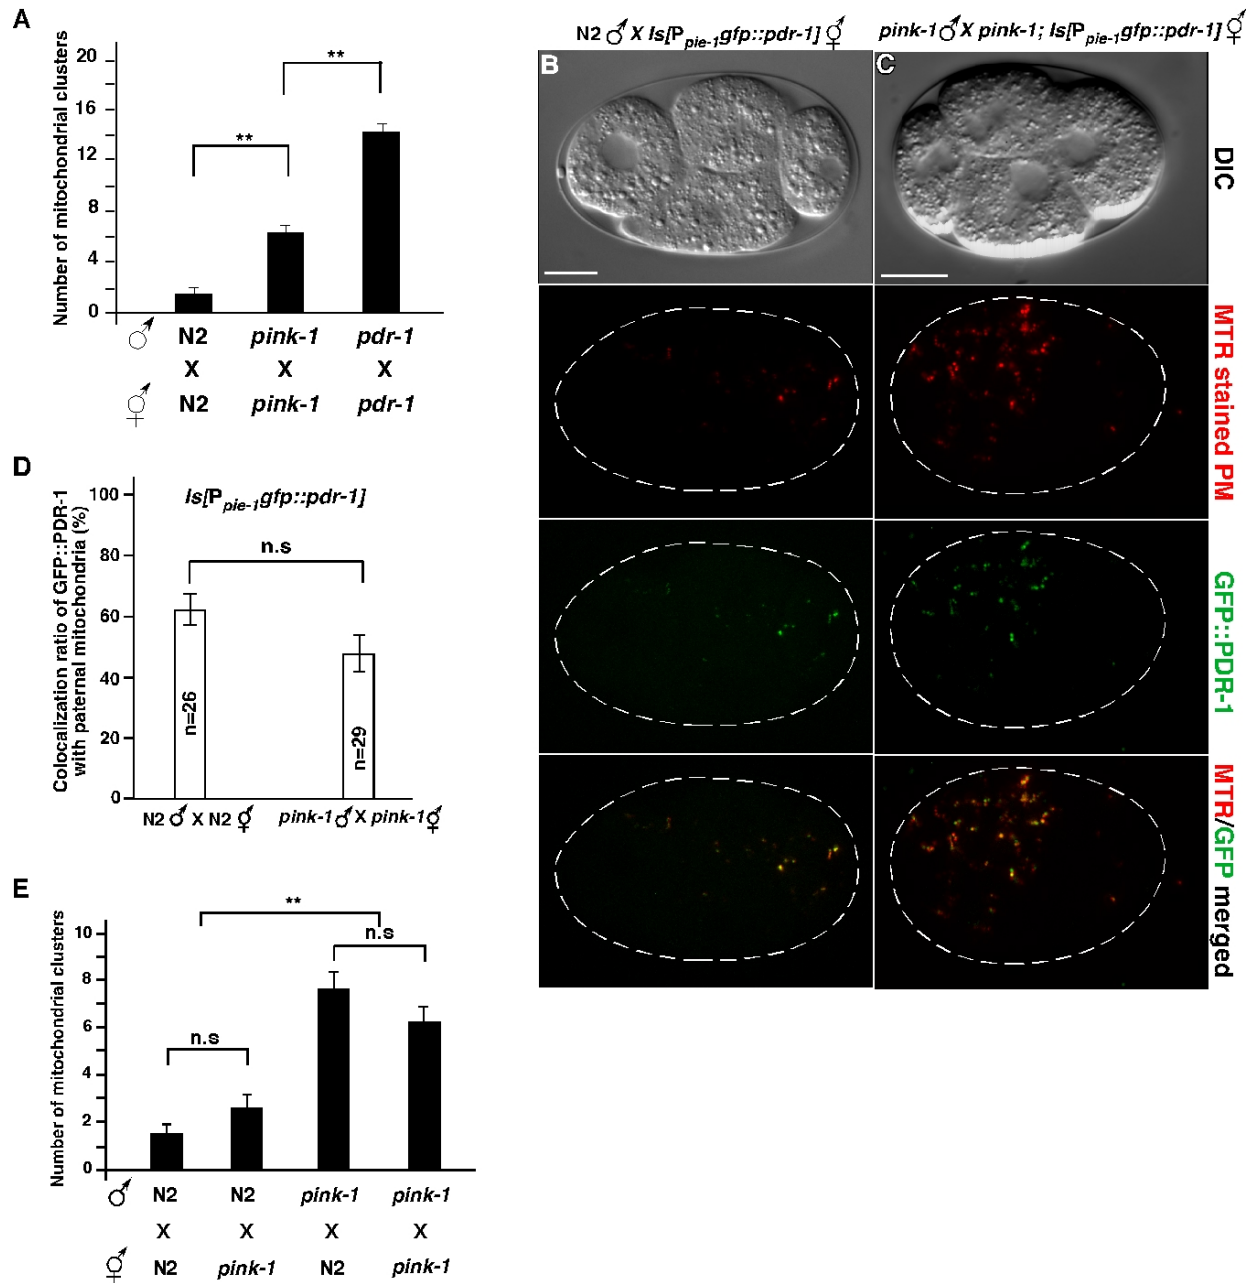 A
Number of mitochondrial clusters
20
16
12
8
4
0
**
**
♂ N2 pink-1 pdr-1
X X X
⚥ N2 pink-1 pdr-1
N2 ♂ X Is[Ppie-1gfp::pdr-1] ⚥
pink-1 ♂ X pink-1; Is[Ppie-1gfp::pdr-1] ⚥
B
C
DIC
MTR stained PM
GFP::PDR-1
MTR/GFP merged
D
Colocalization ratio of GFP::PDR-1
with paternal mitochondria (%)
100
80
60
40
20
0
Is[Ppie-1gfp::pdr-1]
n.s
n=26
n=29
N2 ♂ X N2 ⚥
pink-1 ♂ X pink-1 ⚥
E
Number of mitochondrial clusters
10
8
6
4
2
0
**
n.s
n.s
♂ N2 N2 pink-1 pink-1
X X X X
⚥ N2 pink-1 N2 pink-1